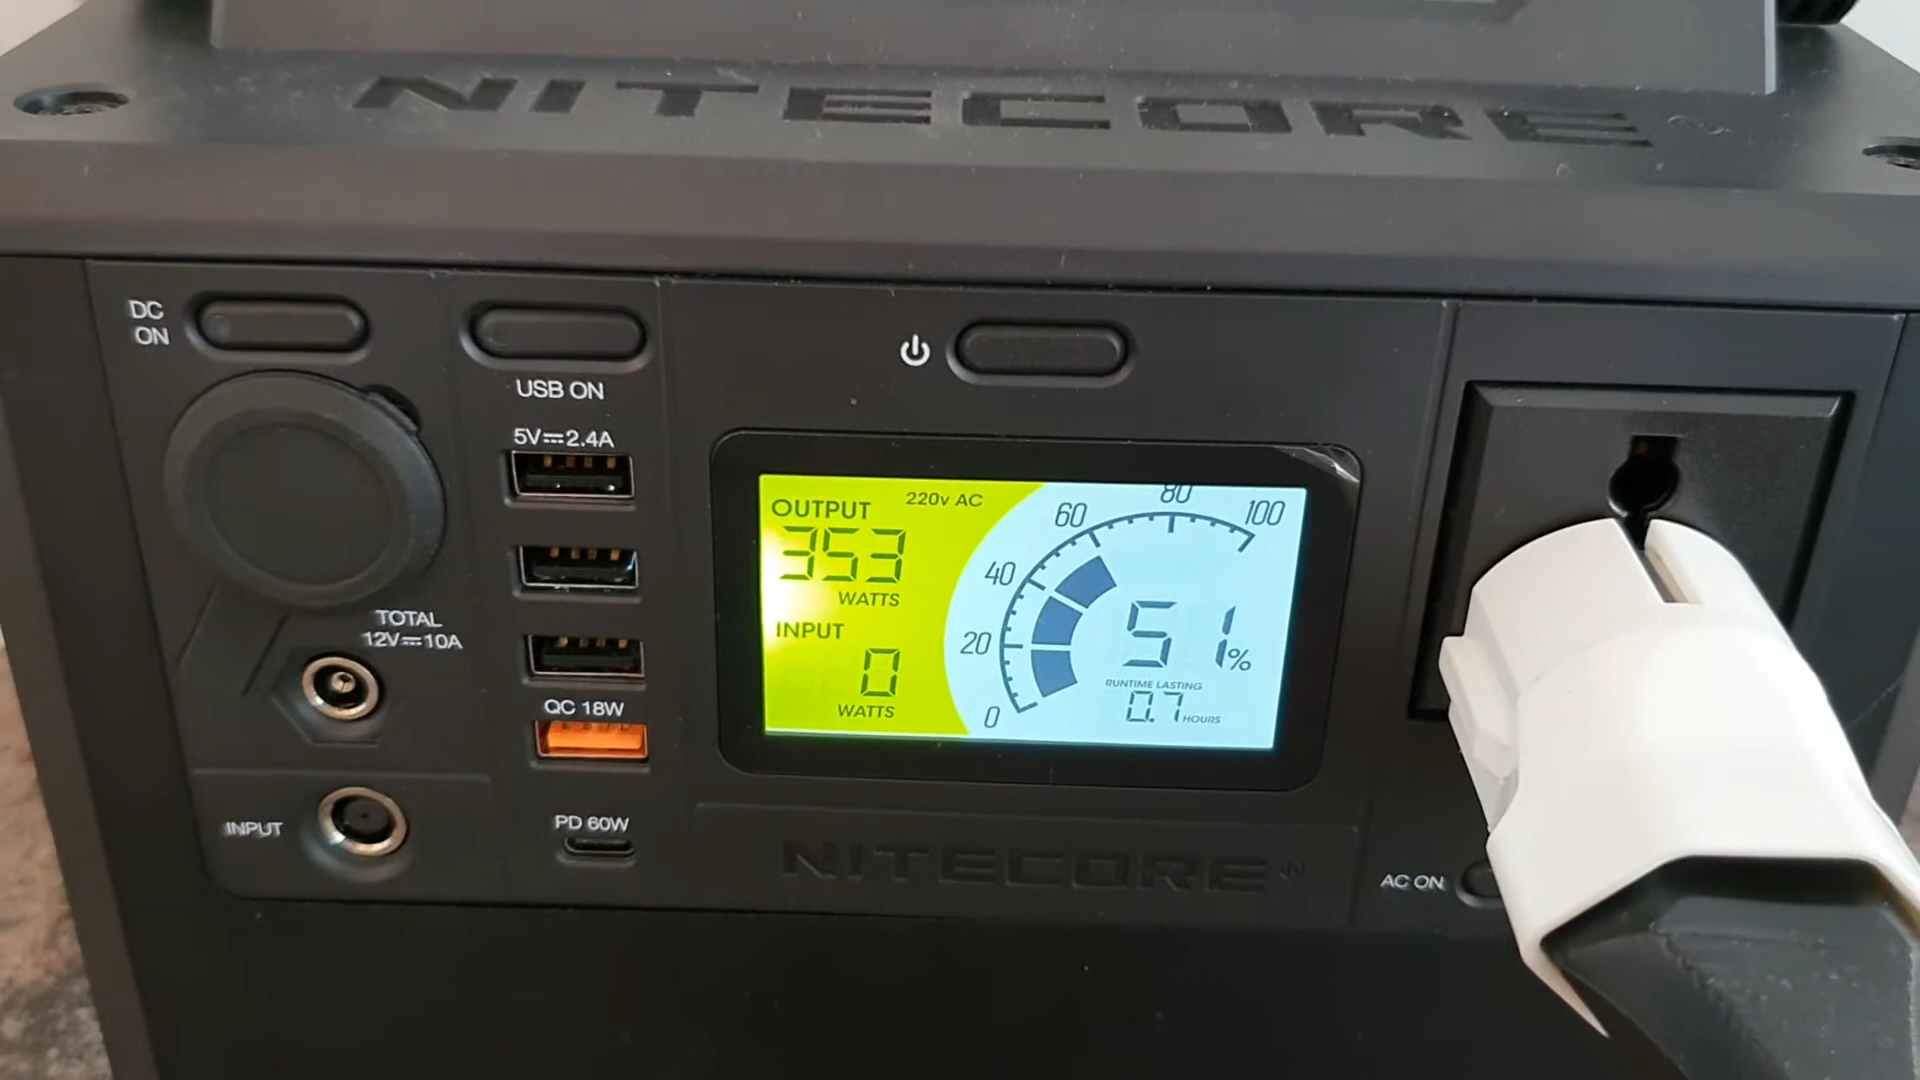 NITECORE
DC
ON
USB ON
5V⎓2.4A
TOTAL
12V⎓10A
QC 18W
INPUT
PD 60W
OUTPUT
220v AC
353
WATTS
INPUT
0
WATTS
0
20
40
60
80
100
51%
RUNTIME LASTING
0.7 HOURS
NITECORE
AC ON